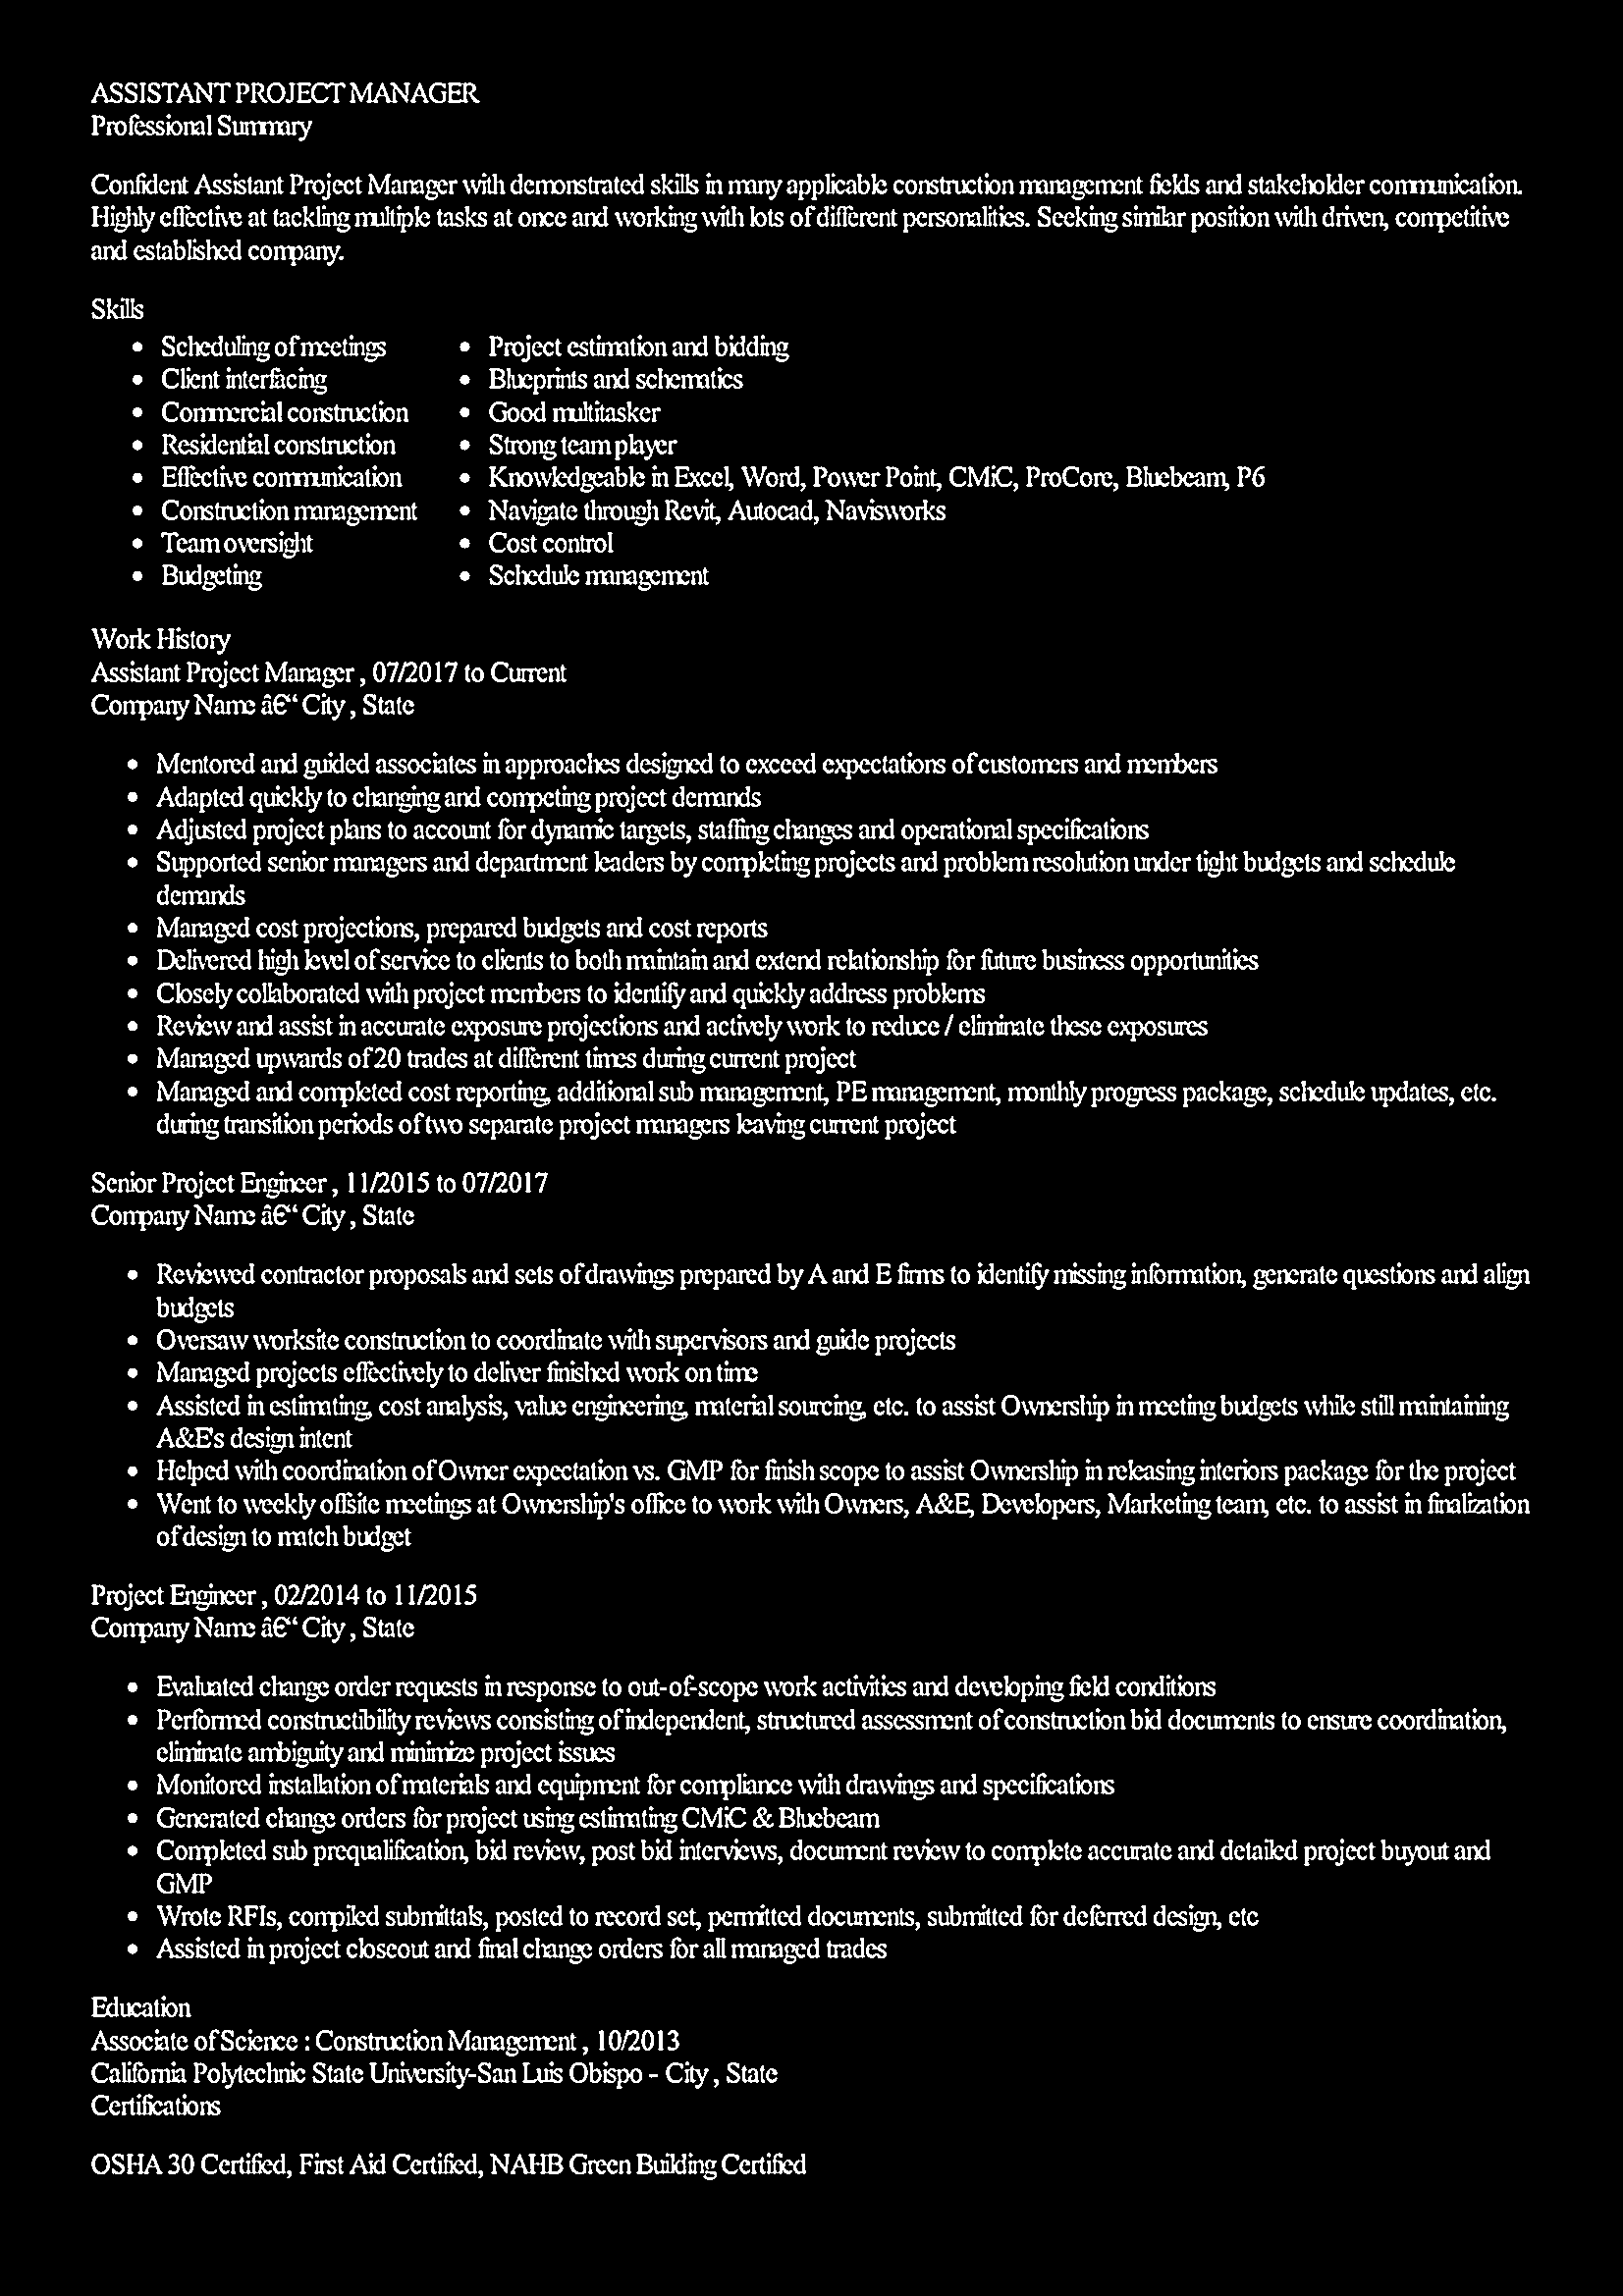 ASSISTANT PROJECT MANAGER
Professional Summary
Confident Assistant Project Manager with demonstrated skills in many applicable construction management fields and stakeholder communication.
Highly effective at tackling multiple tasks at once and working with lots of different personalities. Seeking similar position with driven, competitive
and established company.
Skills
• Scheduling of meetings
• Client interfacing
• Commercial construction
• Residential construction
• Effective communication
• Construction management
• Team oversight
• Budgeting
• Project estimation and bidding
• Blueprints and schematics
• Good multitasker
• Strong team player
• Knowledgeable in Excel, Word, Power Point, CMiC, ProCore, Bluebeam, P6
• Navigate through Revit, Autocad, Navisworks
• Cost control
• Schedule management
Work History
Assistant Project Manager , 07/2017 to Current
Company Name â€“ City , State
• Mentored and guided associates in approaches designed to exceed expectations of customers and members
• Adapted quickly to changing and competing project demands
• Adjusted project plans to account for dynamic targets, staffing changes and operational specifications
• Supported senior managers and department leaders by completing projects and problem resolution under tight budgets and schedule
demands
• Managed cost projections, prepared budgets and cost reports
• Delivered high level of service to clients to both maintain and extend relationship for future business opportunities
• Closely collaborated with project members to identify and quickly address problems
• Review and assist in accurate exposure projections and actively work to reduce / eliminate these exposures
• Managed upwards of 20 trades at different times during current project
• Managed and completed cost reporting, additional sub management, PE management, monthly progress package, schedule updates, etc.
during transition periods of two separate project managers leaving current project
Senior Project Engineer , 11/2015 to 07/2017
Company Name â€“ City , State
• Reviewed contractor proposals and sets of drawings prepared by A and E firms to identify missing information, generate questions and align
budgets
• Oversaw worksite construction to coordinate with supervisors and guide projects
• Managed projects effectively to deliver finished work on time
• Assisted in estimating, cost analysis, value engineering, material sourcing, etc. to assist Ownership in meeting budgets while still maintaining
A&E's design intent
• Helped with coordination of Owner expectation vs. GMP for finish scope to assist Ownership in releasing interiors package for the project
• Went to weekly offsite meetings at Ownership's office to work with Owners, A&E, Developers, Marketing team, etc. to assist in finalization
of design to match budget
Project Engineer , 02/2014 to 11/2015
Company Name â€“ City , State
• Evaluated change order requests in response to out-of-scope work activities and developing field conditions
• Performed constructibility reviews consisting of independent, structured assessment of construction bid documents to ensure coordination,
eliminate ambiguity and minimize project issues
• Monitored installation of materials and equipment for compliance with drawings and specifications
• Generated change orders for project using estimating CMiC & Bluebeam
• Completed sub prequalification, bid review, post bid interviews, document review to complete accurate and detailed project buyout and
GMP
• Wrote RFIs, compiled submittals, posted to record set, permitted documents, submitted for deferred design, etc
• Assisted in project closeout and final change orders for all managed trades
Education
Associate of Science : Construction Management , 10/2013
California Polytechnic State University-San Luis Obispo - City , State
Certifications
OSHA 30 Certified, First Aid Certified, NAHB Green Building Certified